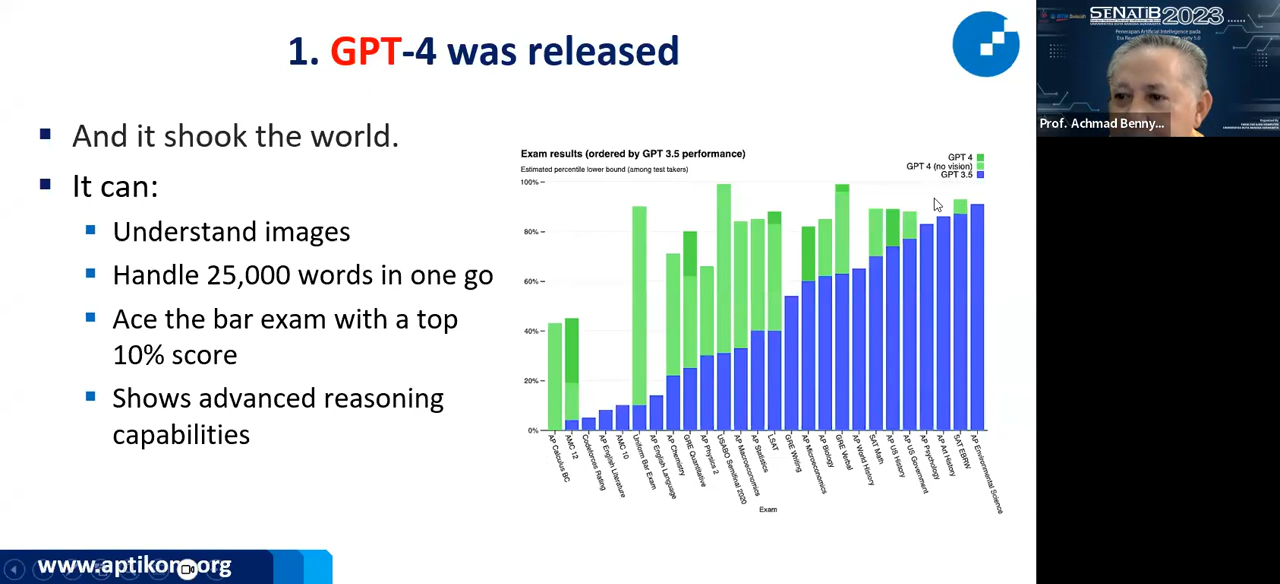 1. GPT-4 was released
And it shook the world.
It can:
Understand images
Handle 25,000 words in one go
Ace the bar exam with a top
10% score
Shows advanced reasoning
capabilities
Exam results (ordered by GPT 3.5 performance)
Estimated percentile lower bound (among test takers)
GPT 4
GPT 4 (no vision)
GPT 3.5
100%
80%
60%
40%
20%
0%
AP Calculus BC
AMC 12
Codeforces Rating
AP English Literature
AMC 10
Uniform Bar Exam
AP English Language
AP Chemistry
GRE Quantitative
AP Physics 2
USABO Semifinal 2020
AP Macroeconomics
AP Statistics
LSAT
GRE Writing
AP Microeconomics
AP Biology
GRE Verbal
AP World History
SAT Math
AP US History
AP US Government
AP Psychology
AP Art History
SAT EBRW
AP Environmental Science
Exam
www.aptikom.org
SENATIB 2023
Penerapan Artificial Intellegence pada
Prof. Achmad Benny...